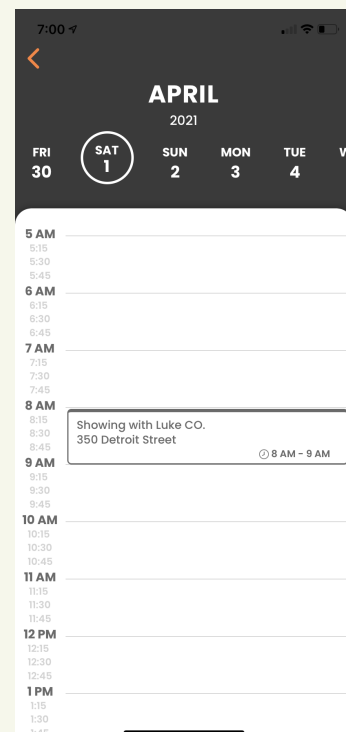 7:00
APRIL
2021
FRI SAT SUN MON TUE W
30 1 2 3 4
5 AM
5:15
5:30
5:45
6 AM
6:15
6:30
6:45
7 AM
7:15
7:30
7:45
8 AM
8:15
8:30
8:45
Showing with Luke CO.
350 Detroit Street
8 AM - 9 AM
9 AM
9:15
9:30
9:45
10 AM
10:15
10:30
10:45
11 AM
11:15
11:30
11:45
12 PM
12:15
12:30
12:45
1 PM
1:15
1:30
1:45